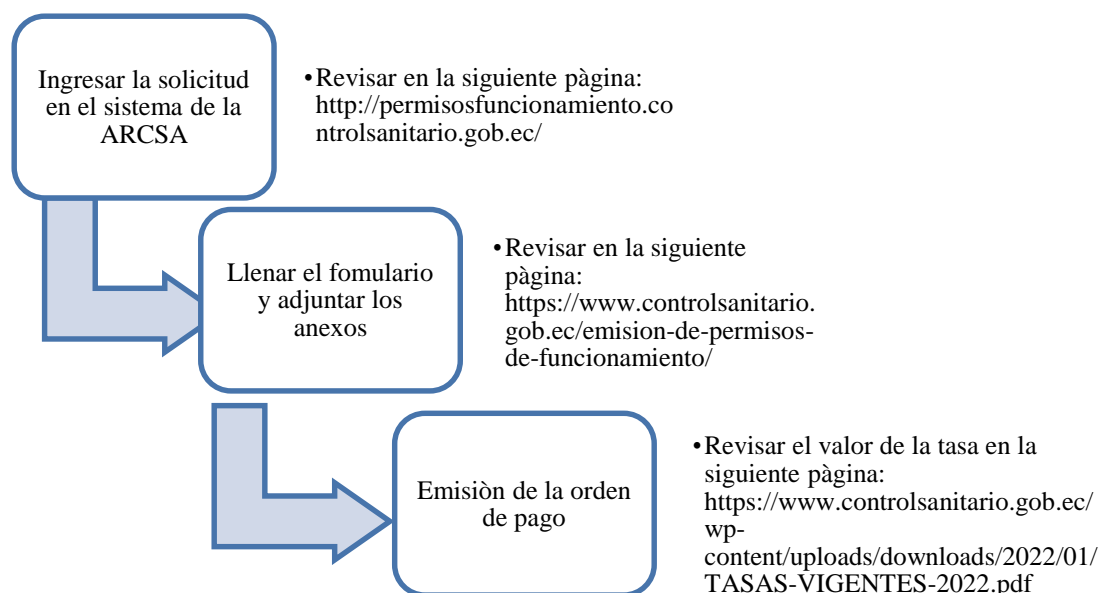 Ingresar la solicitud
en el sistema de la
ARCSA
•Revisar en la siguiente pàgina:
http://permisosfuncionamiento.co
ntrolsanitario.gob.ec/
Llenar el fomulario
y adjuntar los
anexos
•Revisar en la siguiente
pàgina:
https://www.controlsanitario.
gob.ec/emision-de-permisos-
de-funcionamiento/
Emisiòn de la orden
de pago
•Revisar el valor de la tasa en la
siguiente pàgina:
https://www.controlsanitario.gob.ec/
wp-
content/uploads/downloads/2022/01/
TASAS-VIGENTES-2022.pdf